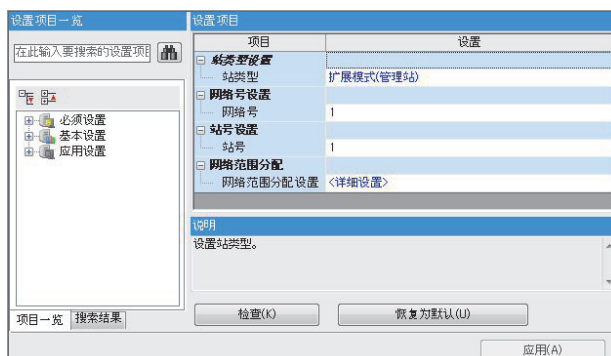 设置项目一览
在此输入要搜索的设置项目
必须设置
基本设置
应用设置
项目一览
搜索结果
设置项目
项目 设置
站类型设置
站类型 扩展模式(管理站)
网络号设置
网络号 1
站号设置
站号 1
网络范围分配
网络范围分配设置 <详细设置>
说明
设置站类型。
检查(K) 恢复为默认(U)
应用(A)